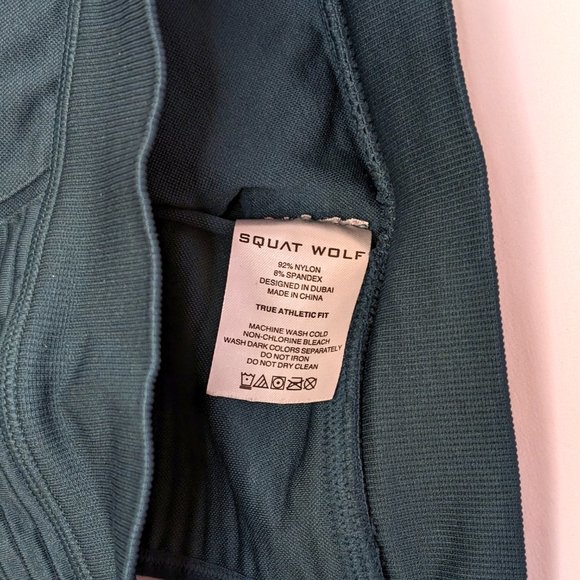 SQUAT WOLF
92% NYLON
8% SPANDEX
DESIGNED IN DUBAI
MADE IN CHINA
TRUE ATHLETIC FIT
MACHINE WASH COLD
NON-CHLORINE BLEACH
WASH DARK COLORS SEPARATELY
DO NOT IRON
DO NOT DRY CLEAN